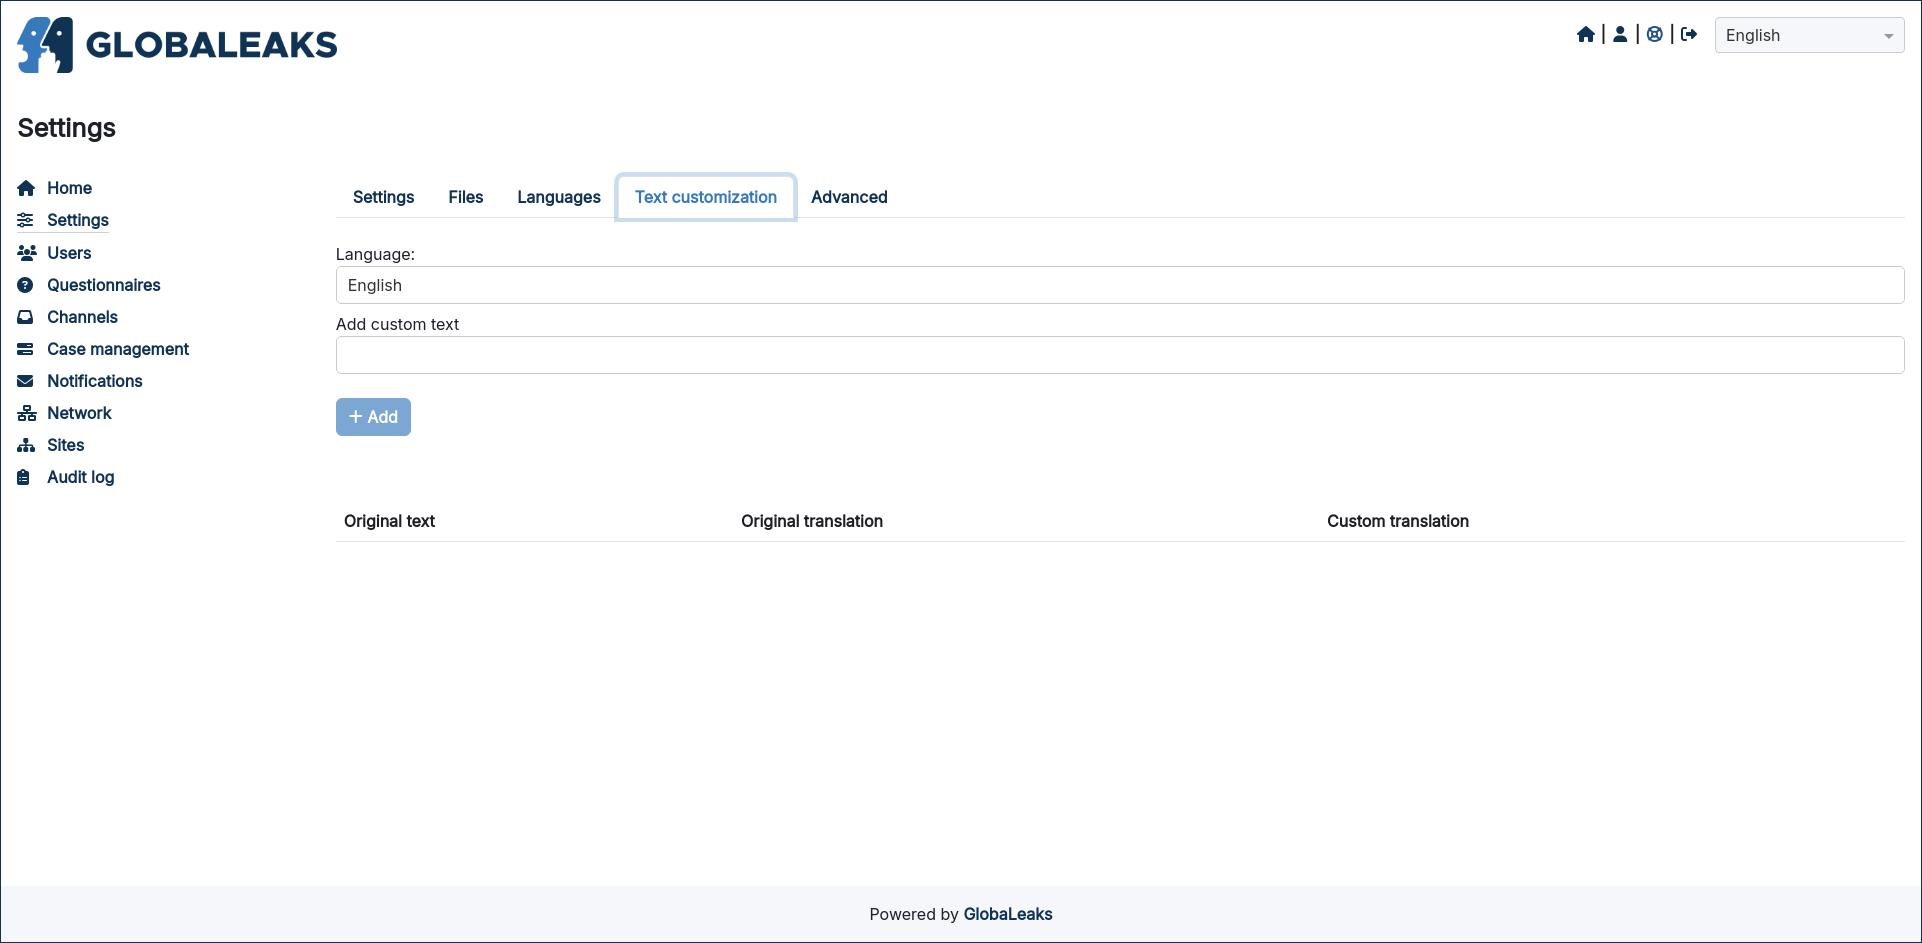 GLOBALEAKS
| | |
English
Settings
Home
Settings
Users
Questionnaires
Channels
Case management
Notifications
Network
Sites
Audit log
Settings Files Languages Text customization Advanced
Language:
English
Add custom text
+ Add
Original text Original translation Custom translation
Powered by GlobaLeaks